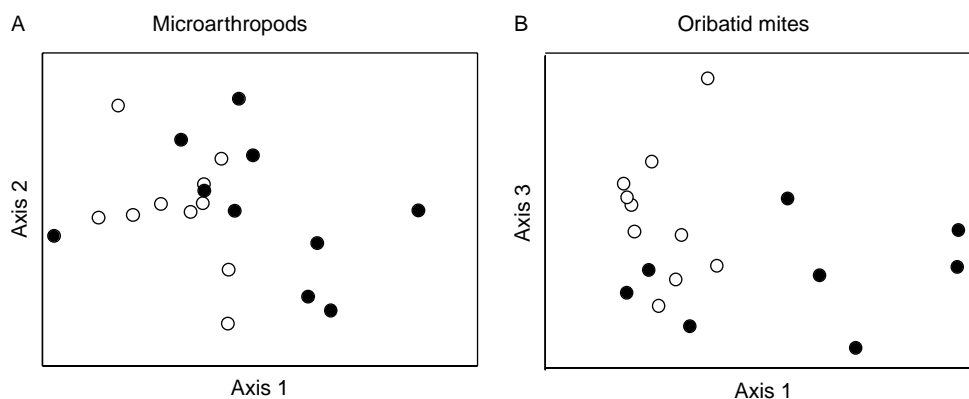 A Microarthropods
B Oribatid mites
Axis 2
Axis 3
Axis 1
Axis 1